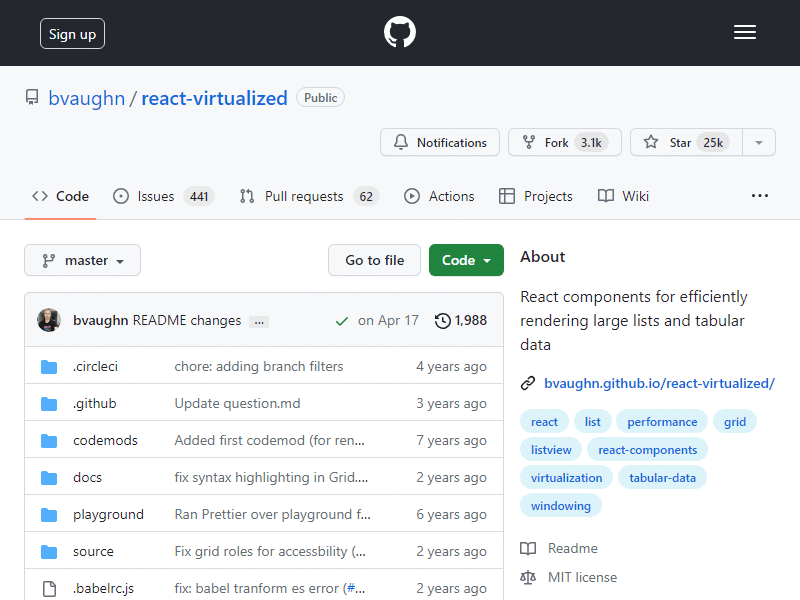 Sign up
bvaughn / react-virtualized Public
Notifications Fork 3.1k Star 25k
Code Issues 441 Pull requests 62 Actions Projects Wiki ...
master Go to file Code
bvaughn README changes ... on Apr 17 1,988
.circleci chore: adding branch filters 4 years ago
.github Update question.md 3 years ago
codemods Added first codemod (for ren... 7 years ago
docs fix syntax highlighting in Grid.... 2 years ago
playground Ran Prettier over playground f... 6 years ago
source Fix grid roles for accessbility (... 2 years ago
.babelrc.js fix: babel tranform es error (#... 2 years ago
About
React components for efficiently
rendering large lists and tabular
data
bvaughn.github.io/react-virtualized/
react list performance grid
listview react-components
virtualization tabular-data
windowing
Readme
MIT license